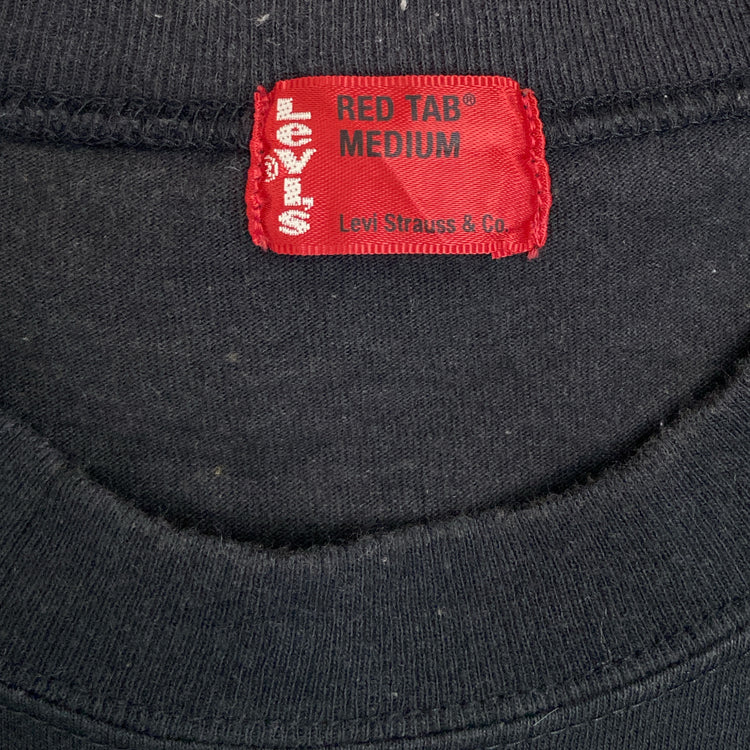 Levi's®
RED TAB®
MEDIUM
Levi Strauss & Co.